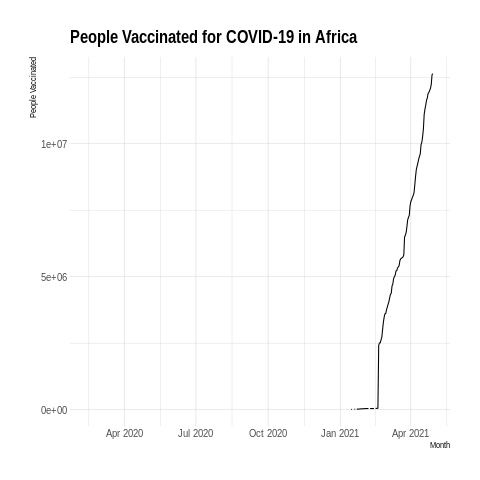 People Vaccinated for COVID-19 in Africa
People Vaccinated
1e+07
5e+06
0e+00
Apr 2020
Jul 2020
Oct 2020
Jan 2021
Apr 2021
Month